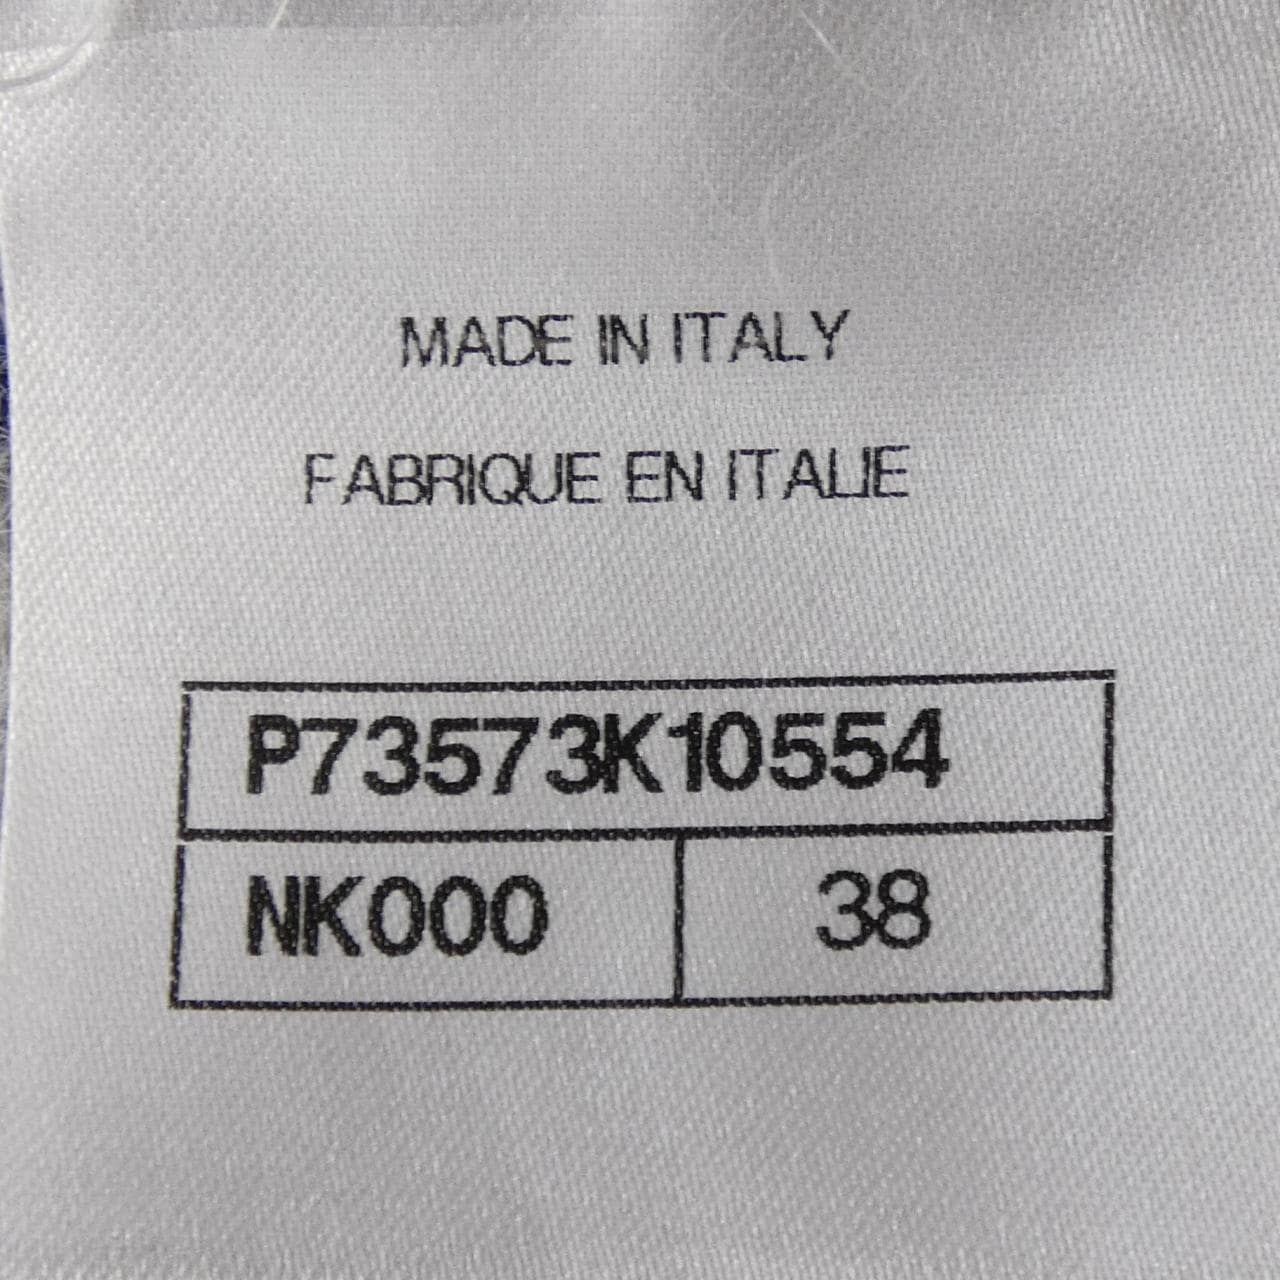 MADE IN ITALY
FABRIQUE EN ITALIE
P73573K10554
NK000 38